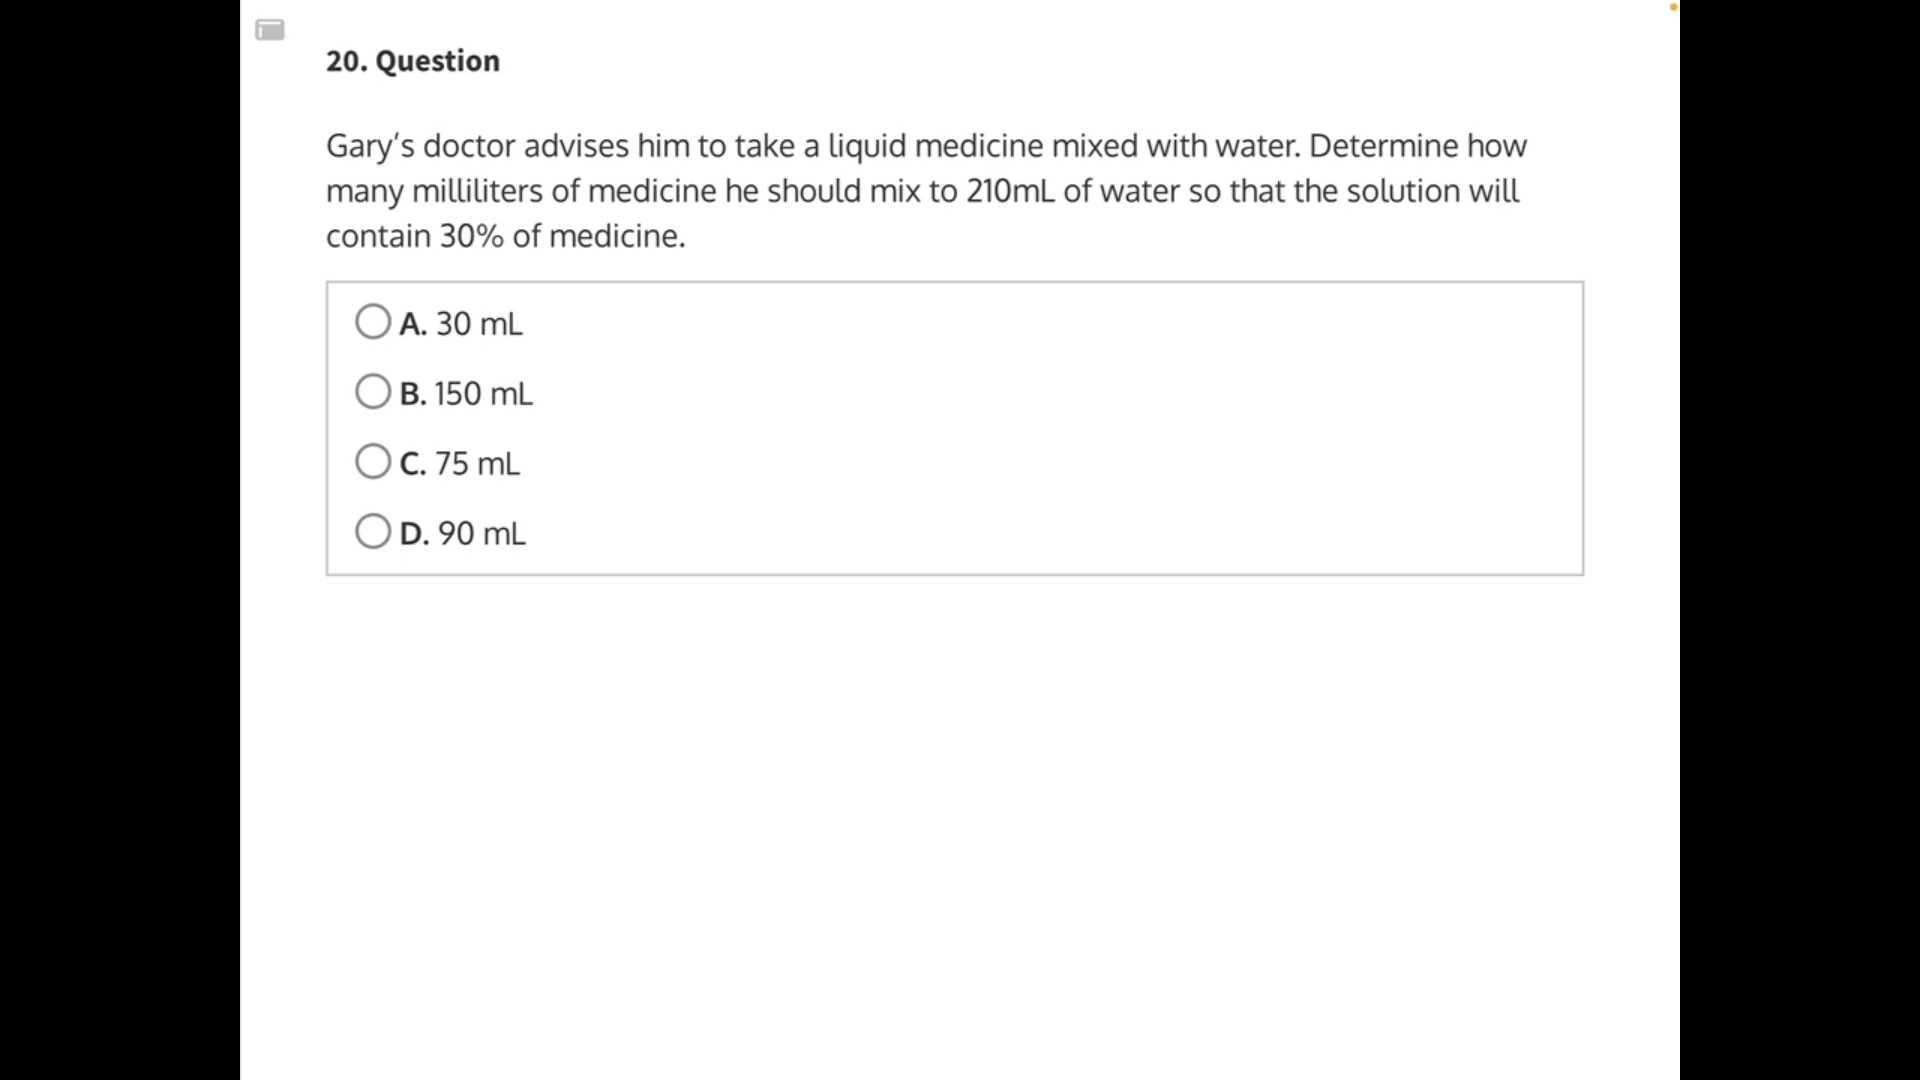 20. Question
Gary’s doctor advises him to take a liquid medicine mixed with water. Determine how
many milliliters of medicine he should mix to 210mL of water so that the solution will
contain 30% of medicine.
A. 30 mL
B. 150 mL
C. 75 mL
D. 90 mL